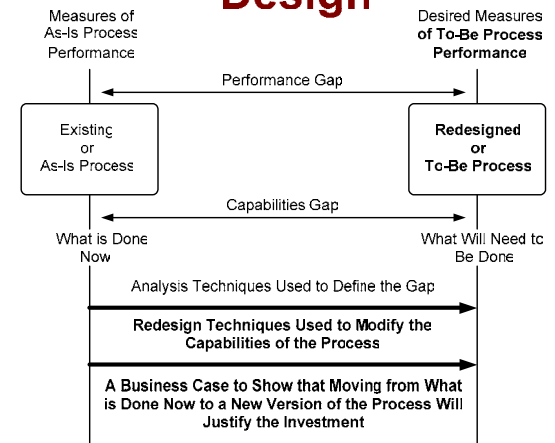 Design
Measures of
As-Is Process
Performance
Desired Measures
of To-Be Process
Performance
Performance Gap
Existing
or
As-Is Process
Redesigned
or
To-Be Process
Capabilities Gap
What is Done
Now
What Will Need to
Be Done
Analysis Techniques Used to Define the Gap
Redesign Techniques Used to Modify the
Capabilities of the Process
A Business Case to Show that Moving from What
is Done Now to a New Version of the Process Will
Justify the Investment